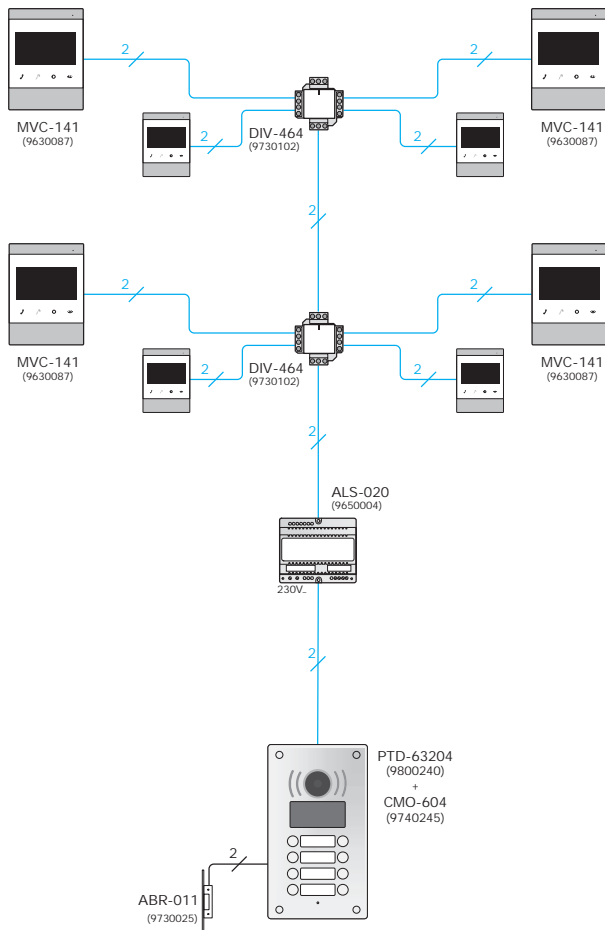 2
2
MVC-141
(9630087)
2
DIV-464
(9730102)
2
MVC-141
(9630087)
2
2
2
MVC-141
(9630087)
2
DIV-464
(9730102)
2
MVC-141
(9630087)
2
ALS-020
(9650004)
230V~
2
PTD-63204
(9800240)
+
CMO-604
(9740245)
2
ABR-011
(9730025)